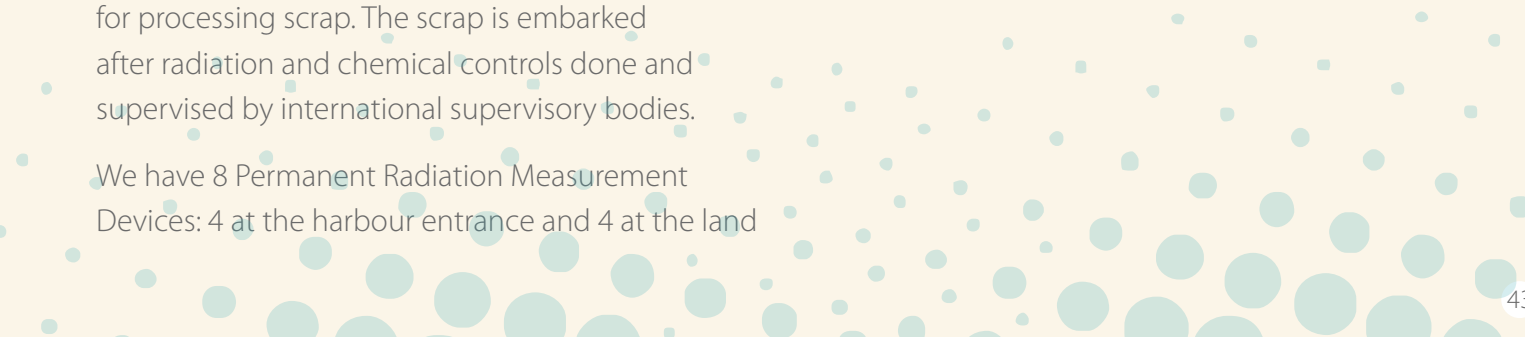 for processing scrap. The scrap is embarked
after radiation and chemical controls done and
supervised by international supervisory bodies.
We have 8 Permanent Radiation Measurement
Devices: 4 at the harbour entrance and 4 at the land
43